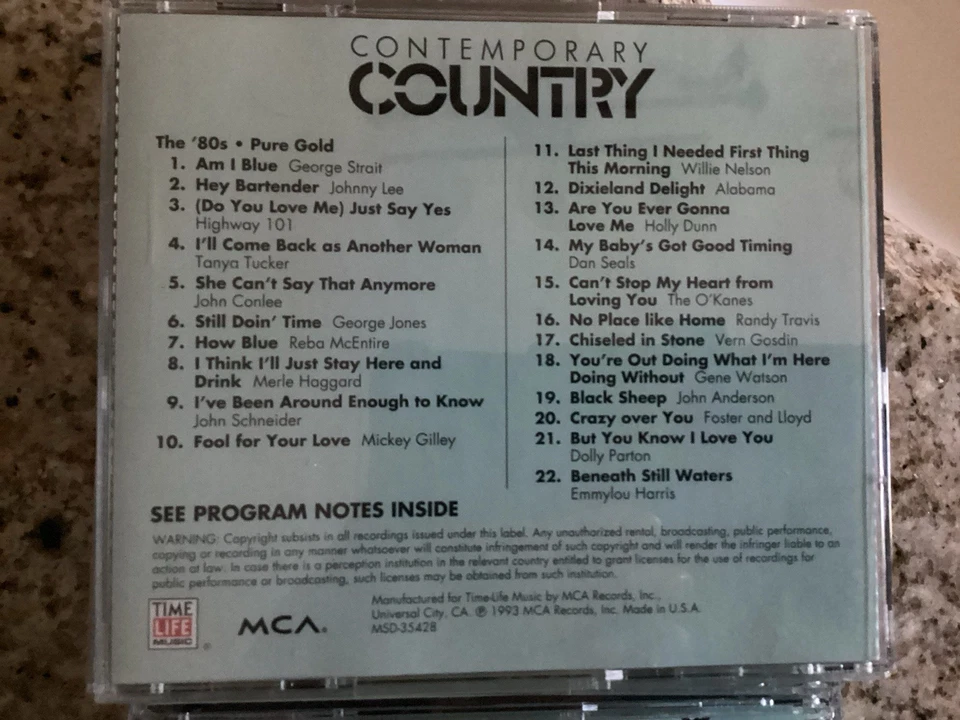 CONTEMPORARY
COUNTRY
The '80s • Pure Gold
1. Am I Blue George Strait
2. Hey Bartender Johnny Lee
3. (Do You Love Me) Just Say Yes
Highway 101
4. I'll Come Back as Another Woman
Tanya Tucker
5. She Can't Say That Anymore
John Conlee
6. Still Doin' Time George Jones
7. How Blue Reba McEntire
8. I Think I'll Just Stay Here and
Drink Merle Haggard
9. I've Been Around Enough to Know
John Schneider
10. Fool for Your Love Mickey Gilley
11. Last Thing I Needed First Thing
This Morning Willie Nelson
12. Dixieland Delight Alabama
13. Are You Ever Gonna
Love Me Holly Dunn
14. My Baby's Got Good Timing
Dan Seals
15. Can't Stop My Heart from
Loving You The O'Kanes
16. No Place like Home Randy Travis
17. Chiseled in Stone Vern Gosdin
18. You're Out Doing What I'm Here
Doing Without Gene Watson
19. Black Sheep John Anderson
20. Crazy over You Foster and Lloyd
21. But You Know I Love You
Dolly Parton
22. Beneath Still Waters
Emmylou Harris
SEE PROGRAM NOTES INSIDE
WARNING: Copyright subsists in all recordings issued under this label. Any unauthorized rental, broadcasting, public performance,
copying or recording in any manner whatsoever will constitute infringement of such copyright and will render the infringer liable to an
action at law. In case there is a perception institution in the relevant country entitled to grant licenses for the use of recordings for
public performance or broadcasting, such licenses may be obtained from such institution.
TIME
LIFE
MUSIC
®
MCA®
Manufactured for Time-Life Music by MCA Records, Inc.,
Universal City, CA. ℗ 1993 MCA Records, Inc. Made in U.S.A.
MSD-35428